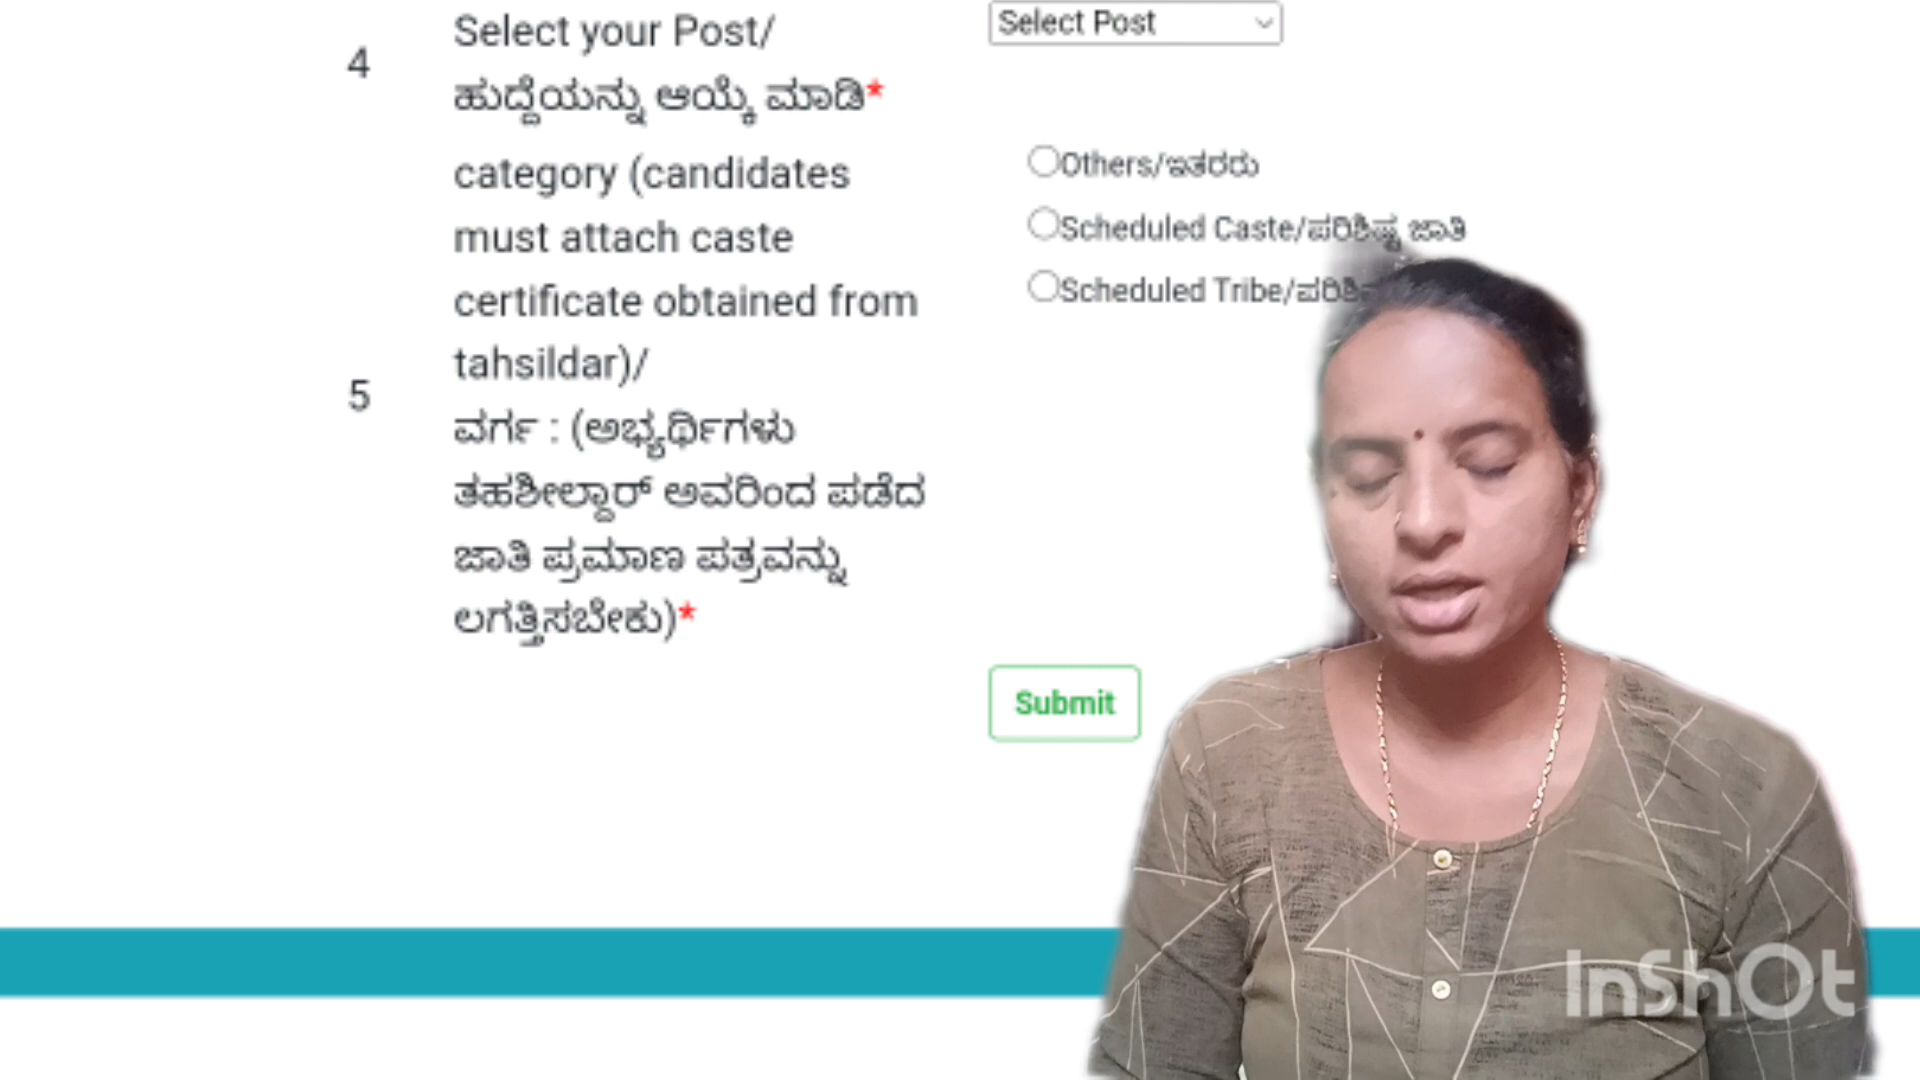 4
Select your Post/
ಹುದ್ದೆಯನ್ನು ಆಯ್ಕೆ ಮಾಡಿ*
Select Post
5
category (candidates
must attach caste
certificate obtained from
tahsildar)/
ವರ್ಗ : (ಅಭ್ಯರ್ಥಿಗಳು
ತಹಶೀಲ್ದಾರ್ ಅವರಿಂದ ಪಡೆದ
ಜಾತಿ ಪ್ರಮಾಣ ಪತ್ರವನ್ನು
ಲಗತ್ತಿಸಬೇಕು)*
Others/ಇತರರು
Scheduled Caste/ಪರಿಶಿಷ್ಟ ಜಾತಿ
Scheduled Tribe/
Submit
InShOt